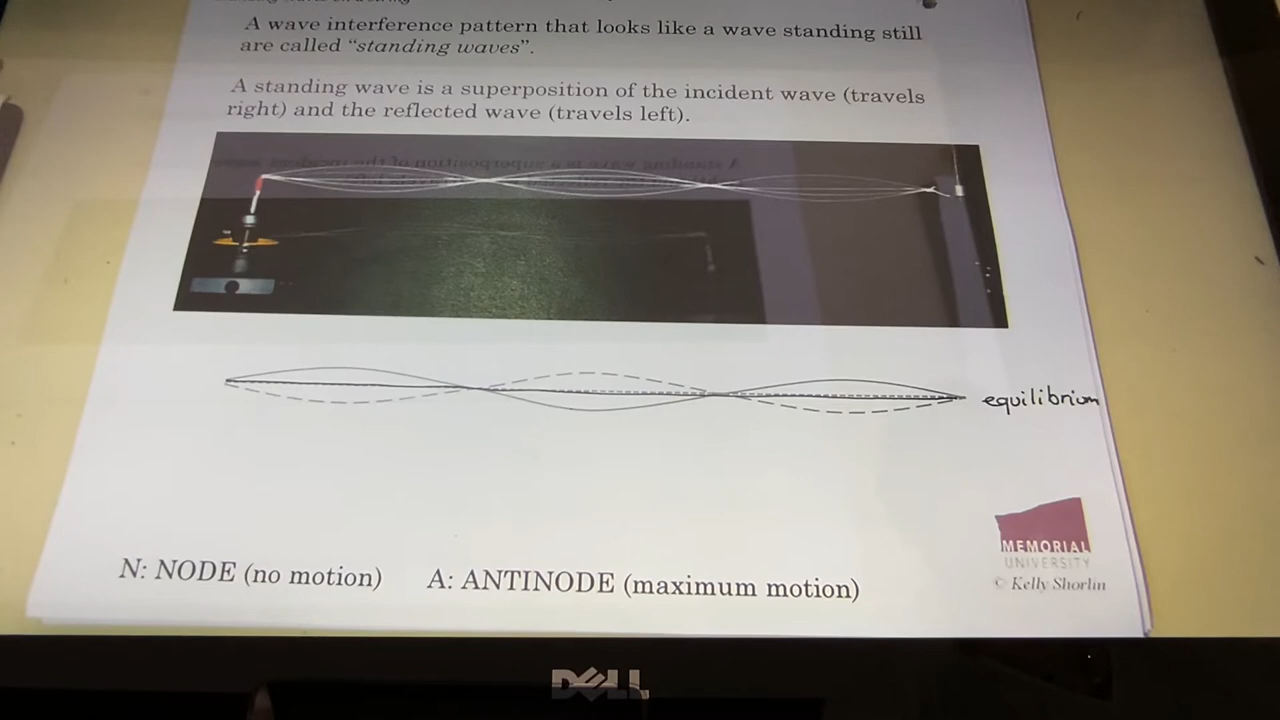 A wave interference pattern that looks like a wave standing still
are called “standing waves”.
A standing wave is a superposition of the incident wave (travels
right) and the reflected wave (travels left).
equilibrium
MEMORIAL
UNIVERSITY
© Kelly Shorlin
N: NODE (no motion) A: ANTINODE (maximum motion)
DELL